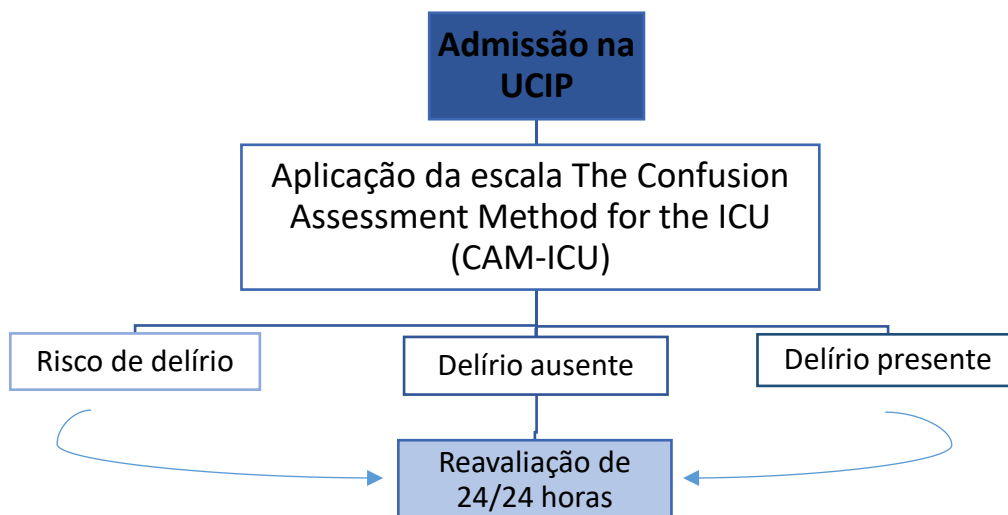 Admissão na
UCIP
Aplicação da escala The Confusion
Assessment Method for the ICU
(CAM-ICU)
Risco de delírio
Delírio ausente
Delírio presente
Reavaliação de
24/24 horas